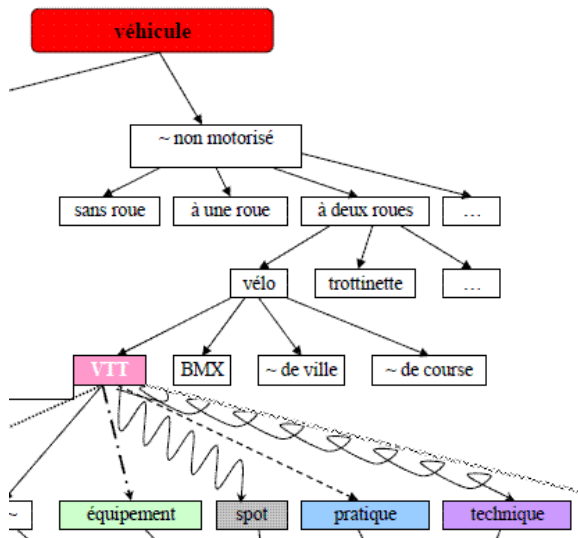 véhicule
~ non motorisé
sans roue
à une roue
à deux roues
...
vélo
trottinette
...
VTT
BMX
~ de ville
~ de course
~
équipement
spot
pratique
technique